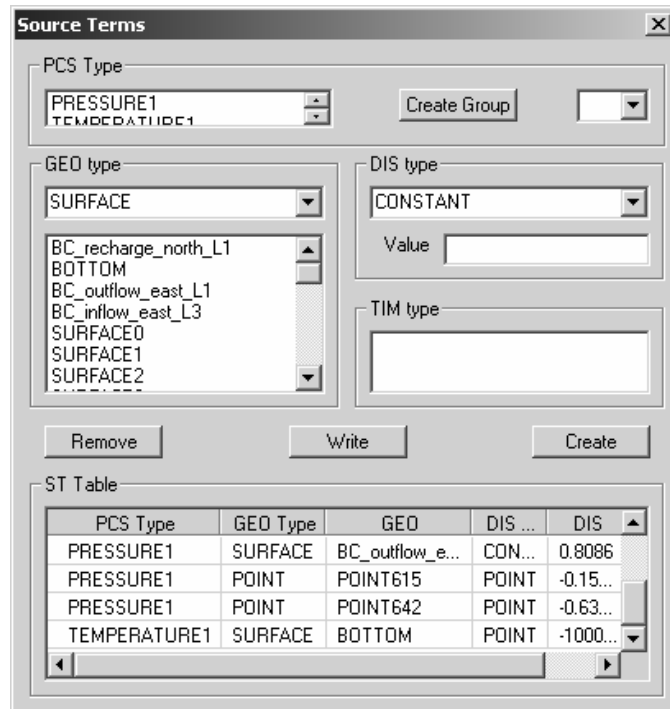 Source Terms
PCS Type
PRESSURE1
TEMPERATURE1
Create Group
GEO type
SURFACE
BC_recharge_north_L1
BOTTOM
BC_outflow_east_L1
BC_inflow_east_L3
SURFACE0
SURFACE1
SURFACE2
DIS type
CONSTANT
Value
TIM type
Remove Write Create
ST Table
PCS Type GEO Type GEO DIS ... DIS
PRESSURE1 SURFACE BC_outflow_e... CON... 0.8086
PRESSURE1 POINT POINT615 -0.15...
PRESSURE1 POINT POINT642 -0.63...
TEMPERATURE1 SURFACE BOTTOM POINT -1000...